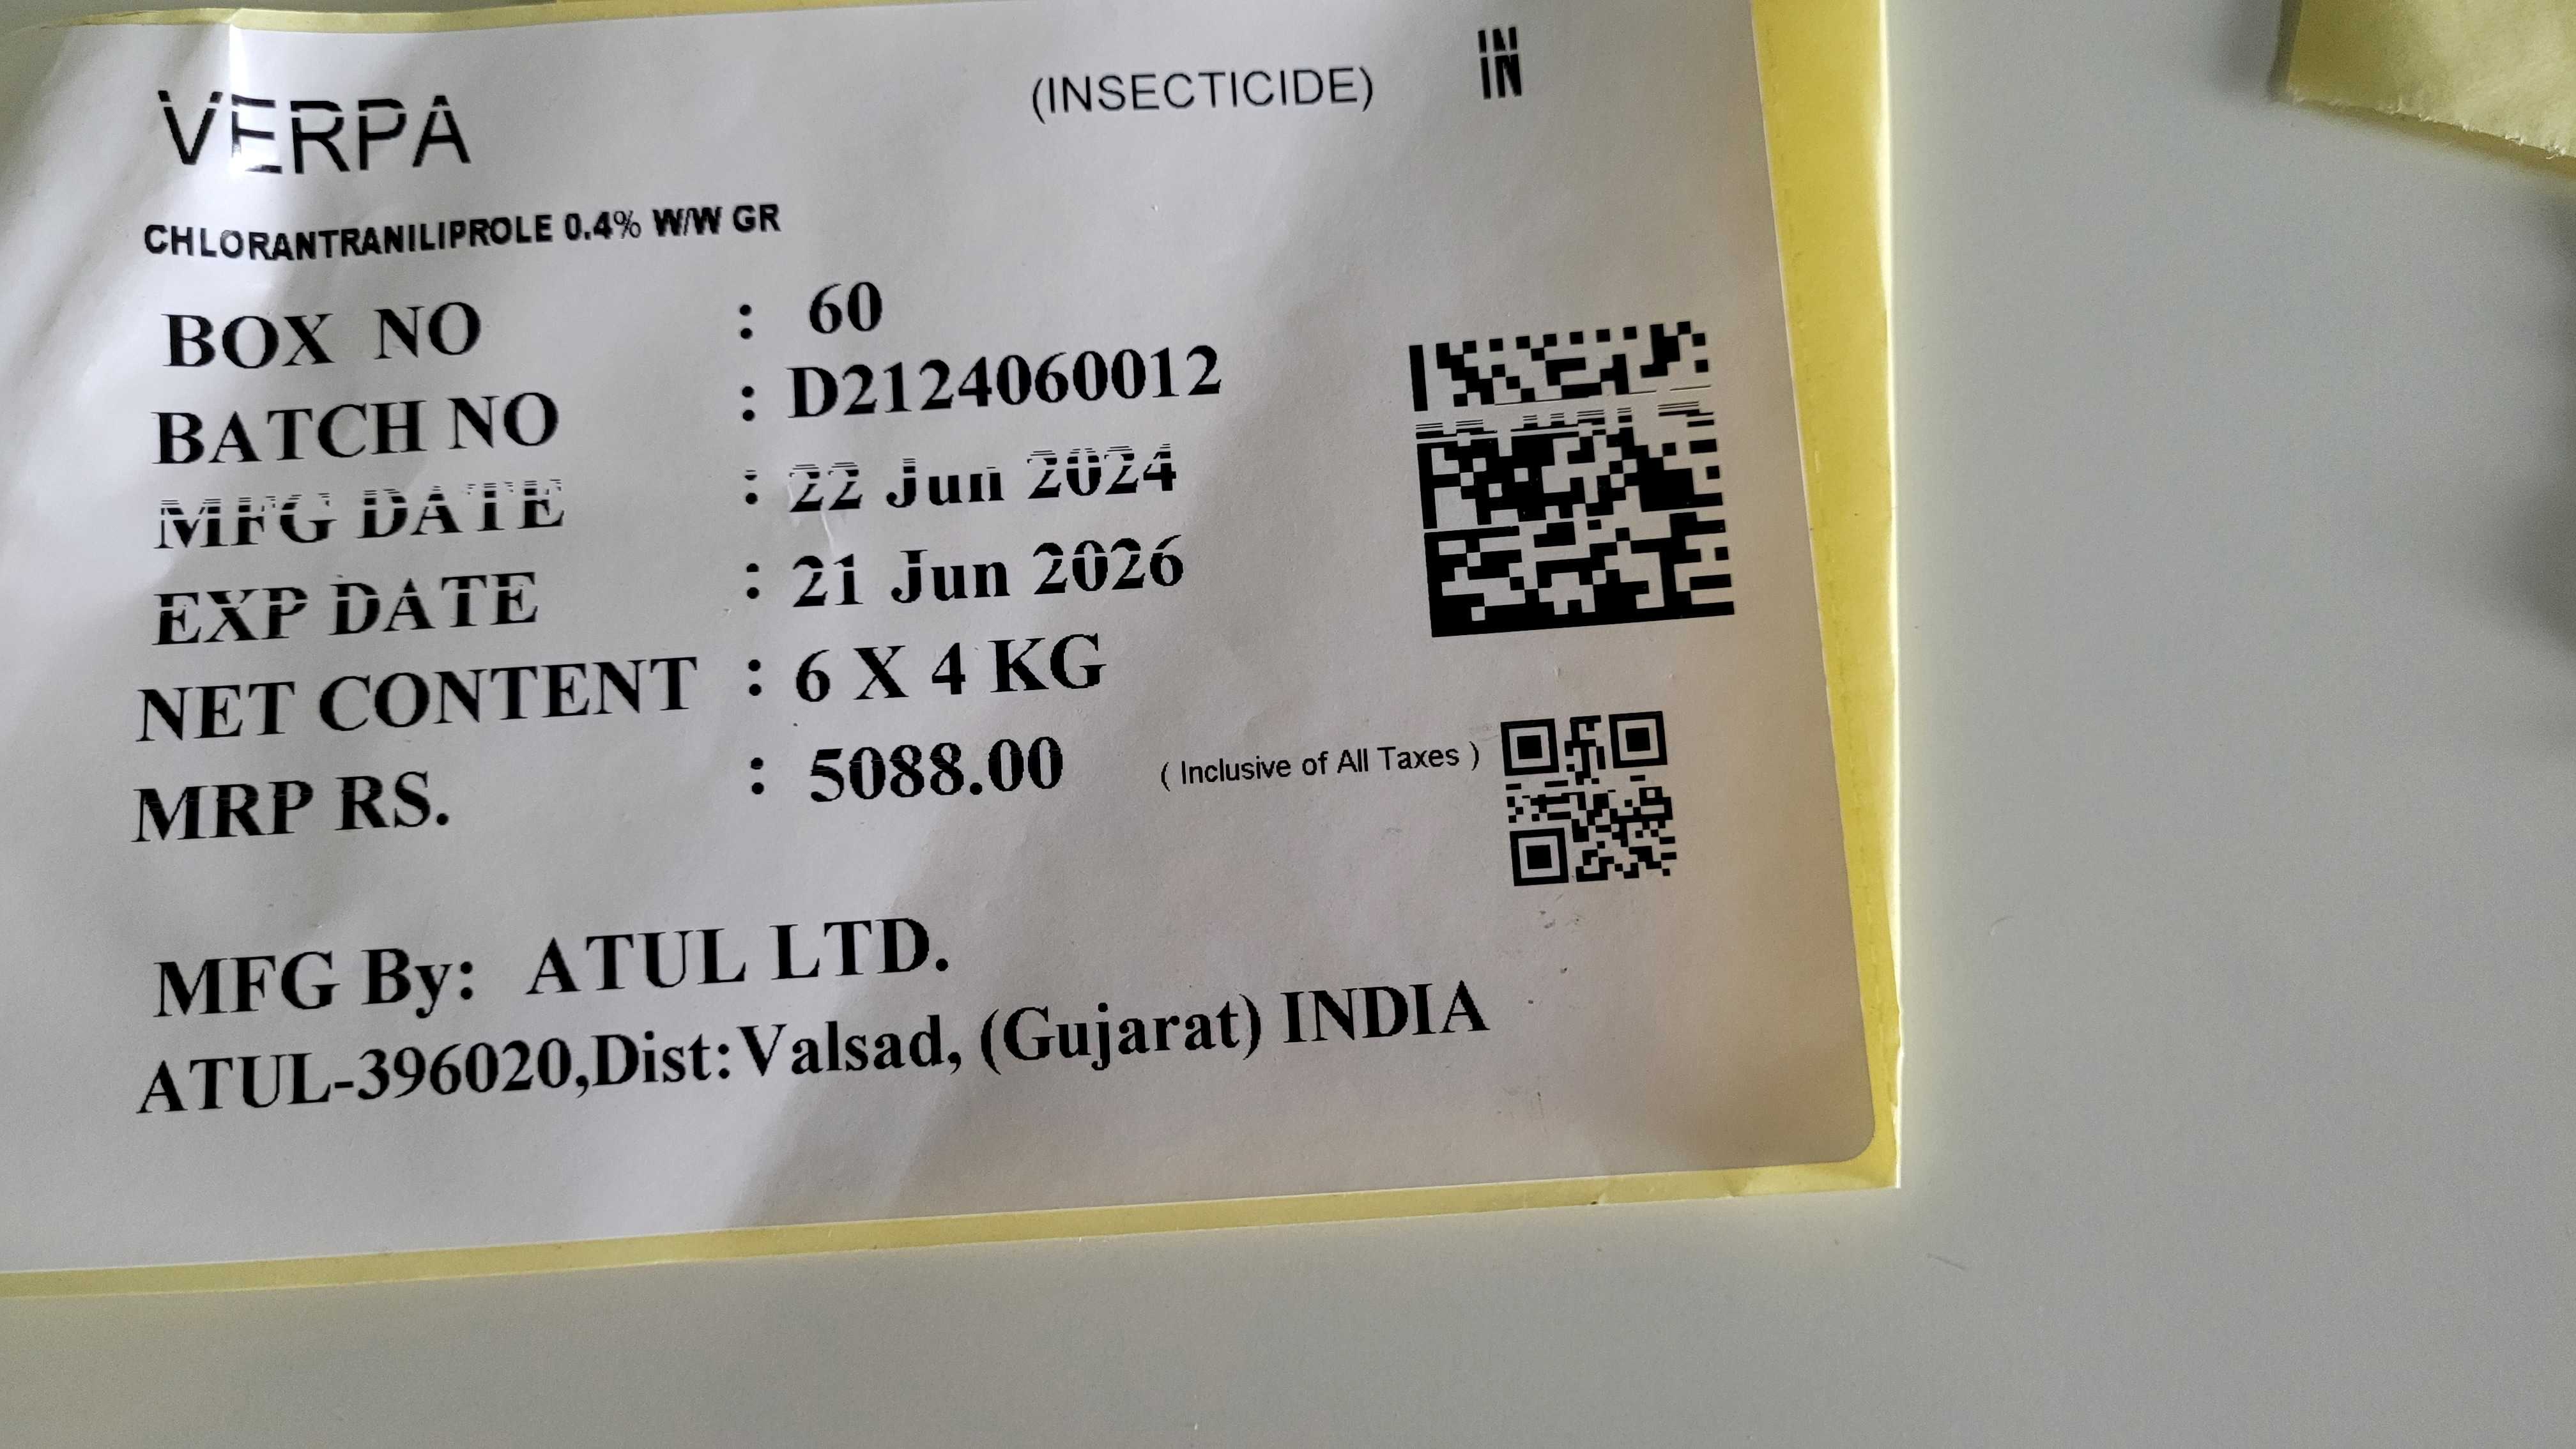 VERPA (INSECTICIDE) IN
CHLORANTRANILIPROLE 0.4% W/W GR
BOX NO : 60
BATCH NO : D2124060012
MFG DATE : 22 Jun 2024
EXP DATE : 21 Jun 2026
NET CONTENT : 6 X 4 KG
MRP RS. : 5088.00 ( Inclusive of All Taxes )
MFG By: ATUL LTD.
ATUL-396020,Dist:Valsad, (Gujarat) INDIA